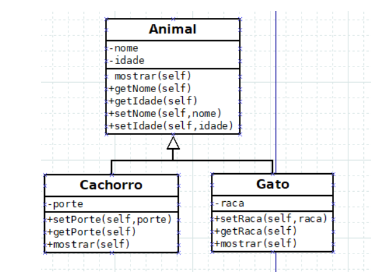 Animal
-nome
-idade
mostrar(self)
+getNome(self)
+getIdade(self)
+setNome(self,nome)
+setIdade(self,idade)
Cachorro
-porte
+setPorte(self,porte)
+getPorte(self)
+mostrar(self)
Gato
-raca
+setRaca(self,raca)
+getRaca(self)
+mostrar(self)